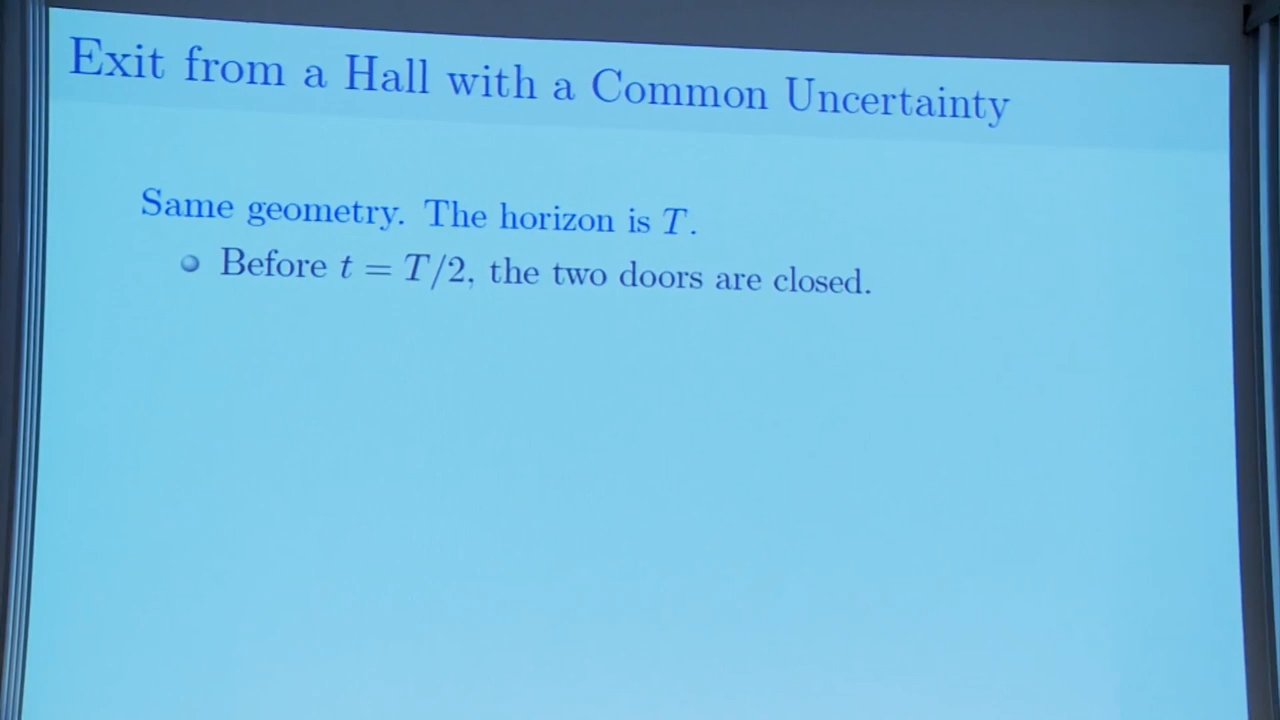 Exit from a Hall with a Common Uncertainty
Same geometry. The horizon is T.
Before t = T/2, the two doors are closed.